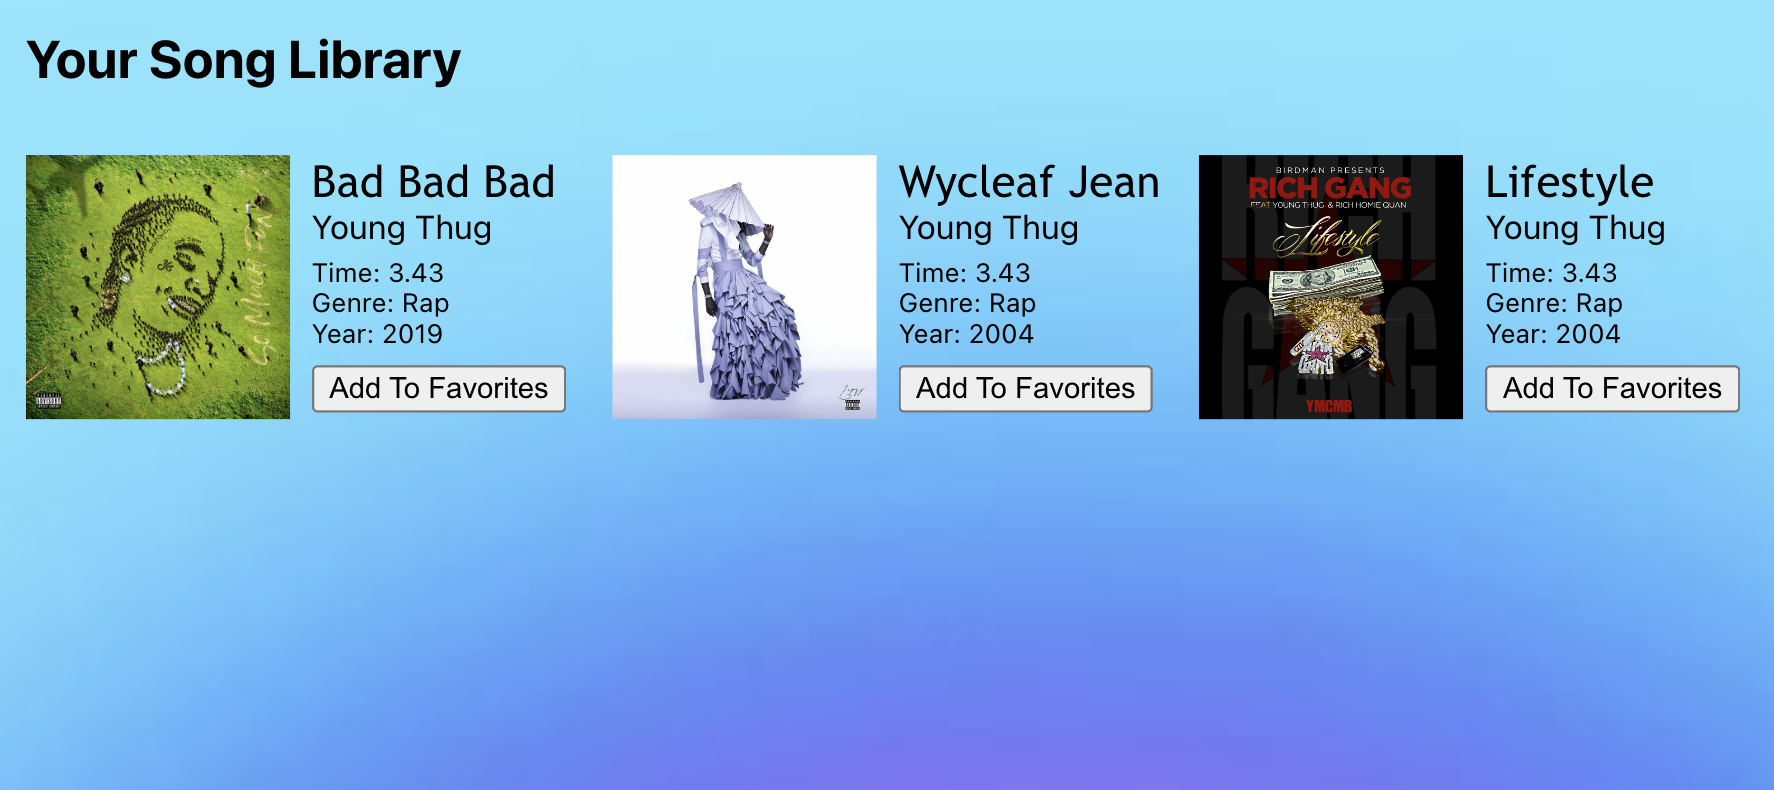 Your Song Library
So Much Fun
Bad Bad Bad
Young Thug
Time: 3.43
Genre: Rap
Year: 2019
Add To Favorites
Wycleaf Jean
Young Thug
Time: 3.43
Genre: Rap
Year: 2004
Add To Favorites
BIRDMAN PRESENTS
RICH GANG
FEAT YOUNG THUG & RICH HOMIE QUAN
Lifestyle
YMCMB
Lifestyle
Young Thug
Time: 3.43
Genre: Rap
Year: 2004
Add To Favorites